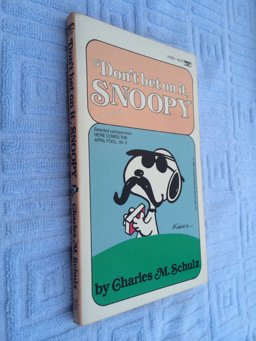 Don't bet on it,
SNOOPY
Selected cartoons from
HERE COMES THE
APRIL FOOL, Vol. II
by Charles M. Schulz
Don't bet on it, SNOOPY
Charles M. Schulz